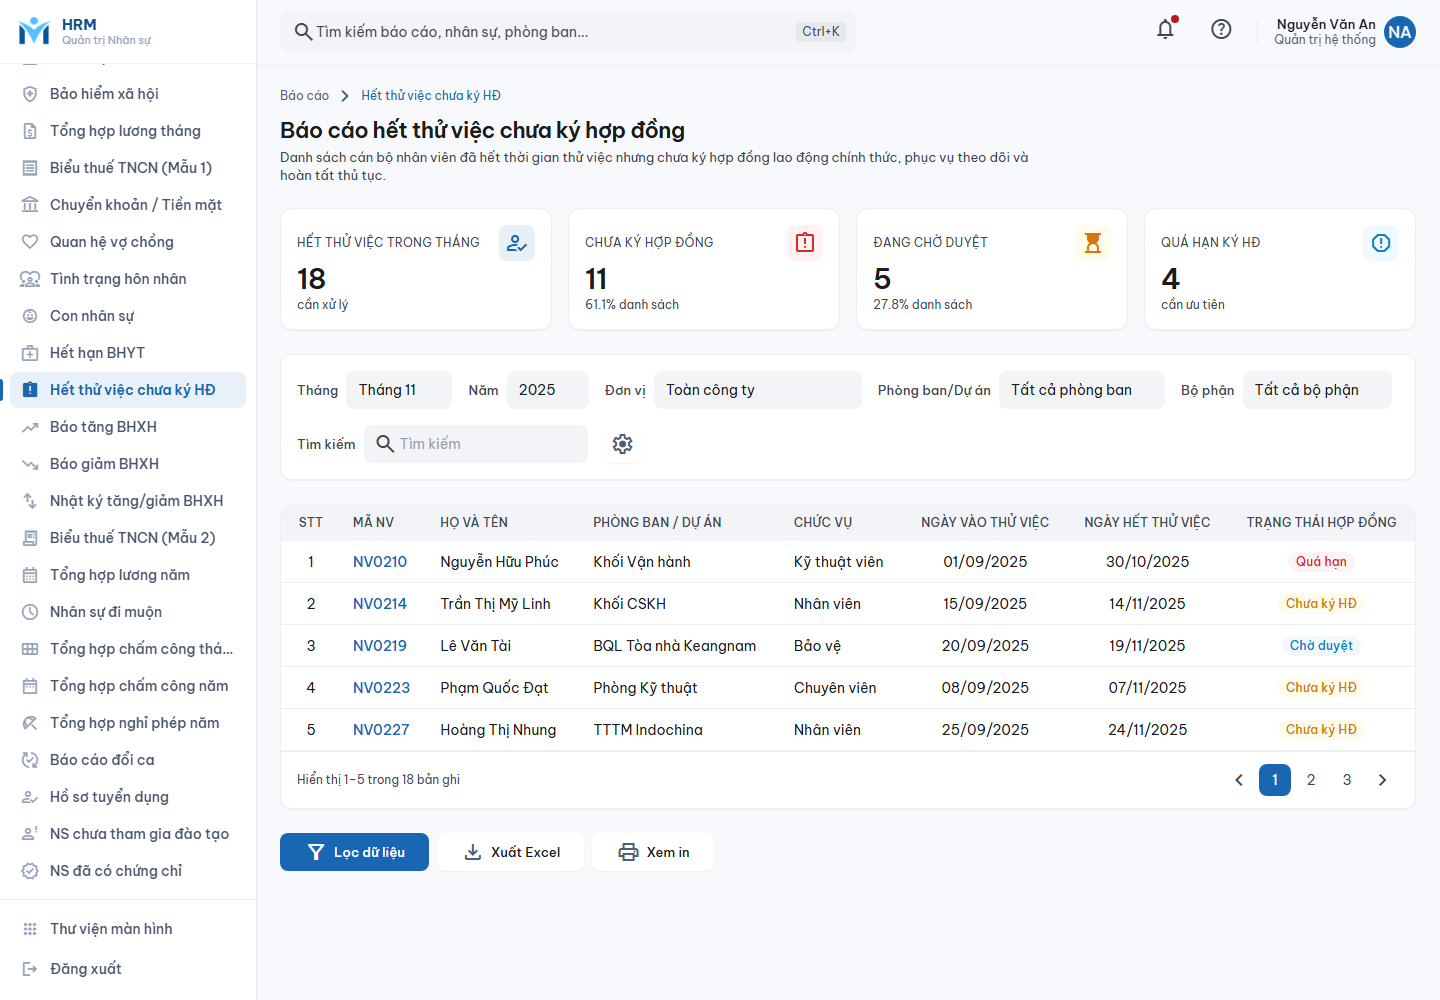 HRM
Quản trị Nhân sự
Bảo hiểm xã hội
Tổng hợp lương tháng
Biểu thuế TNCN (Mẫu 1)
Chuyển khoản / Tiền mặt
Quan hệ vợ chồng
Tình trạng hôn nhân
Con nhân sự
Hết hạn BHYT
Hết thử việc chưa ký HĐ
Báo tăng BHXH
Báo giảm BHXH
Nhật ký tăng/giảm BHXH
Biểu thuế TNCN (Mẫu 2)
Tổng hợp lương năm
Nhân sự đi muộn
Tổng hợp chấm công thá...
Tổng hợp chấm công năm
Tổng hợp nghỉ phép năm
Báo cáo đổi ca
Hồ sơ tuyển dụng
NS chưa tham gia đào tạo
NS đã có chứng chỉ
Thư viện màn hình
Đăng xuất
Tìm kiếm báo cáo, nhân sự, phòng ban...
Ctrl+K
Nguyễn Văn An
Quản trị hệ thống
NA
Báo cáo
Hết thử việc chưa ký HĐ
Báo cáo hết thử việc chưa ký hợp đồng
Danh sách cán bộ nhân viên đã hết thời gian thử việc nhưng chưa ký hợp đồng lao động chính thức, phục vụ theo dõi và
hoàn tất thủ tục.
HẾT THỬ VIỆC TRONG THÁNG
18
cần xử lý
CHƯA KÝ HỢP ĐỒNG
11
61.1% danh sách
ĐANG CHỜ DUYỆT
5
27.8% danh sách
QUÁ HẠN KÝ HĐ
4
cần ưu tiên
Tháng Tháng 11 Năm 2025 Đơn vị Toàn công ty Phòng ban/Dự án Tất cả phòng ban Bộ phận Tất cả bộ phận
Tìm kiếm Tìm kiếm
STT MÃ NV HỌ VÀ TÊN PHÒNG BAN / DỰ ÁN CHỨC VỤ NGÀY VÀO THỬ VIỆC NGÀY HẾT THỬ VIỆC TRẠNG THÁI HỢP ĐỒNG
1 NV0210 Nguyễn Hữu Phúc Khối Vận hành Kỹ thuật viên 01/09/2025 30/10/2025 Quá hạn
2 NV0214 Trần Thị Mỹ Linh Khối CSKH Nhân viên 15/09/2025 14/11/2025 Chưa ký HĐ
3 NV0219 Lê Văn Tài BQL Tòa nhà Keangnam Bảo vệ 20/09/2025 19/11/2025 Chờ duyệt
4 NV0223 Phạm Quốc Đạt Phòng Kỹ thuật Chuyên viên 08/09/2025 07/11/2025 Chưa ký HĐ
5 NV0227 Hoàng Thị Nhung TTTM Indochina Nhân viên 25/09/2025 24/11/2025 Chưa ký HĐ
Hiển thị 1–5 trong 18 bản ghi
1 2 3
Lọc dữ liệu
Xuất Excel
Xem in